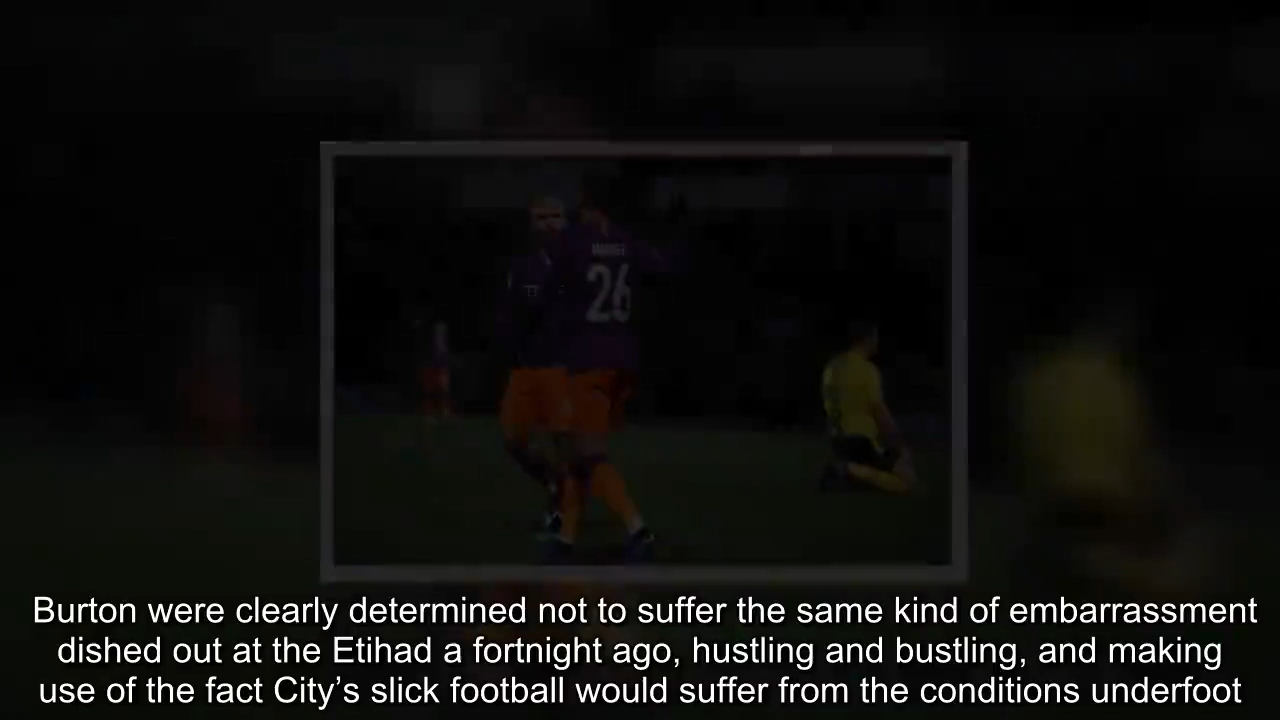 26
Burton were clearly determined not to suffer the same kind of embarrassment
dished out at the Etihad a fortnight ago, hustling and bustling, and making
use of the fact City’s slick football would suffer from the conditions underfoot